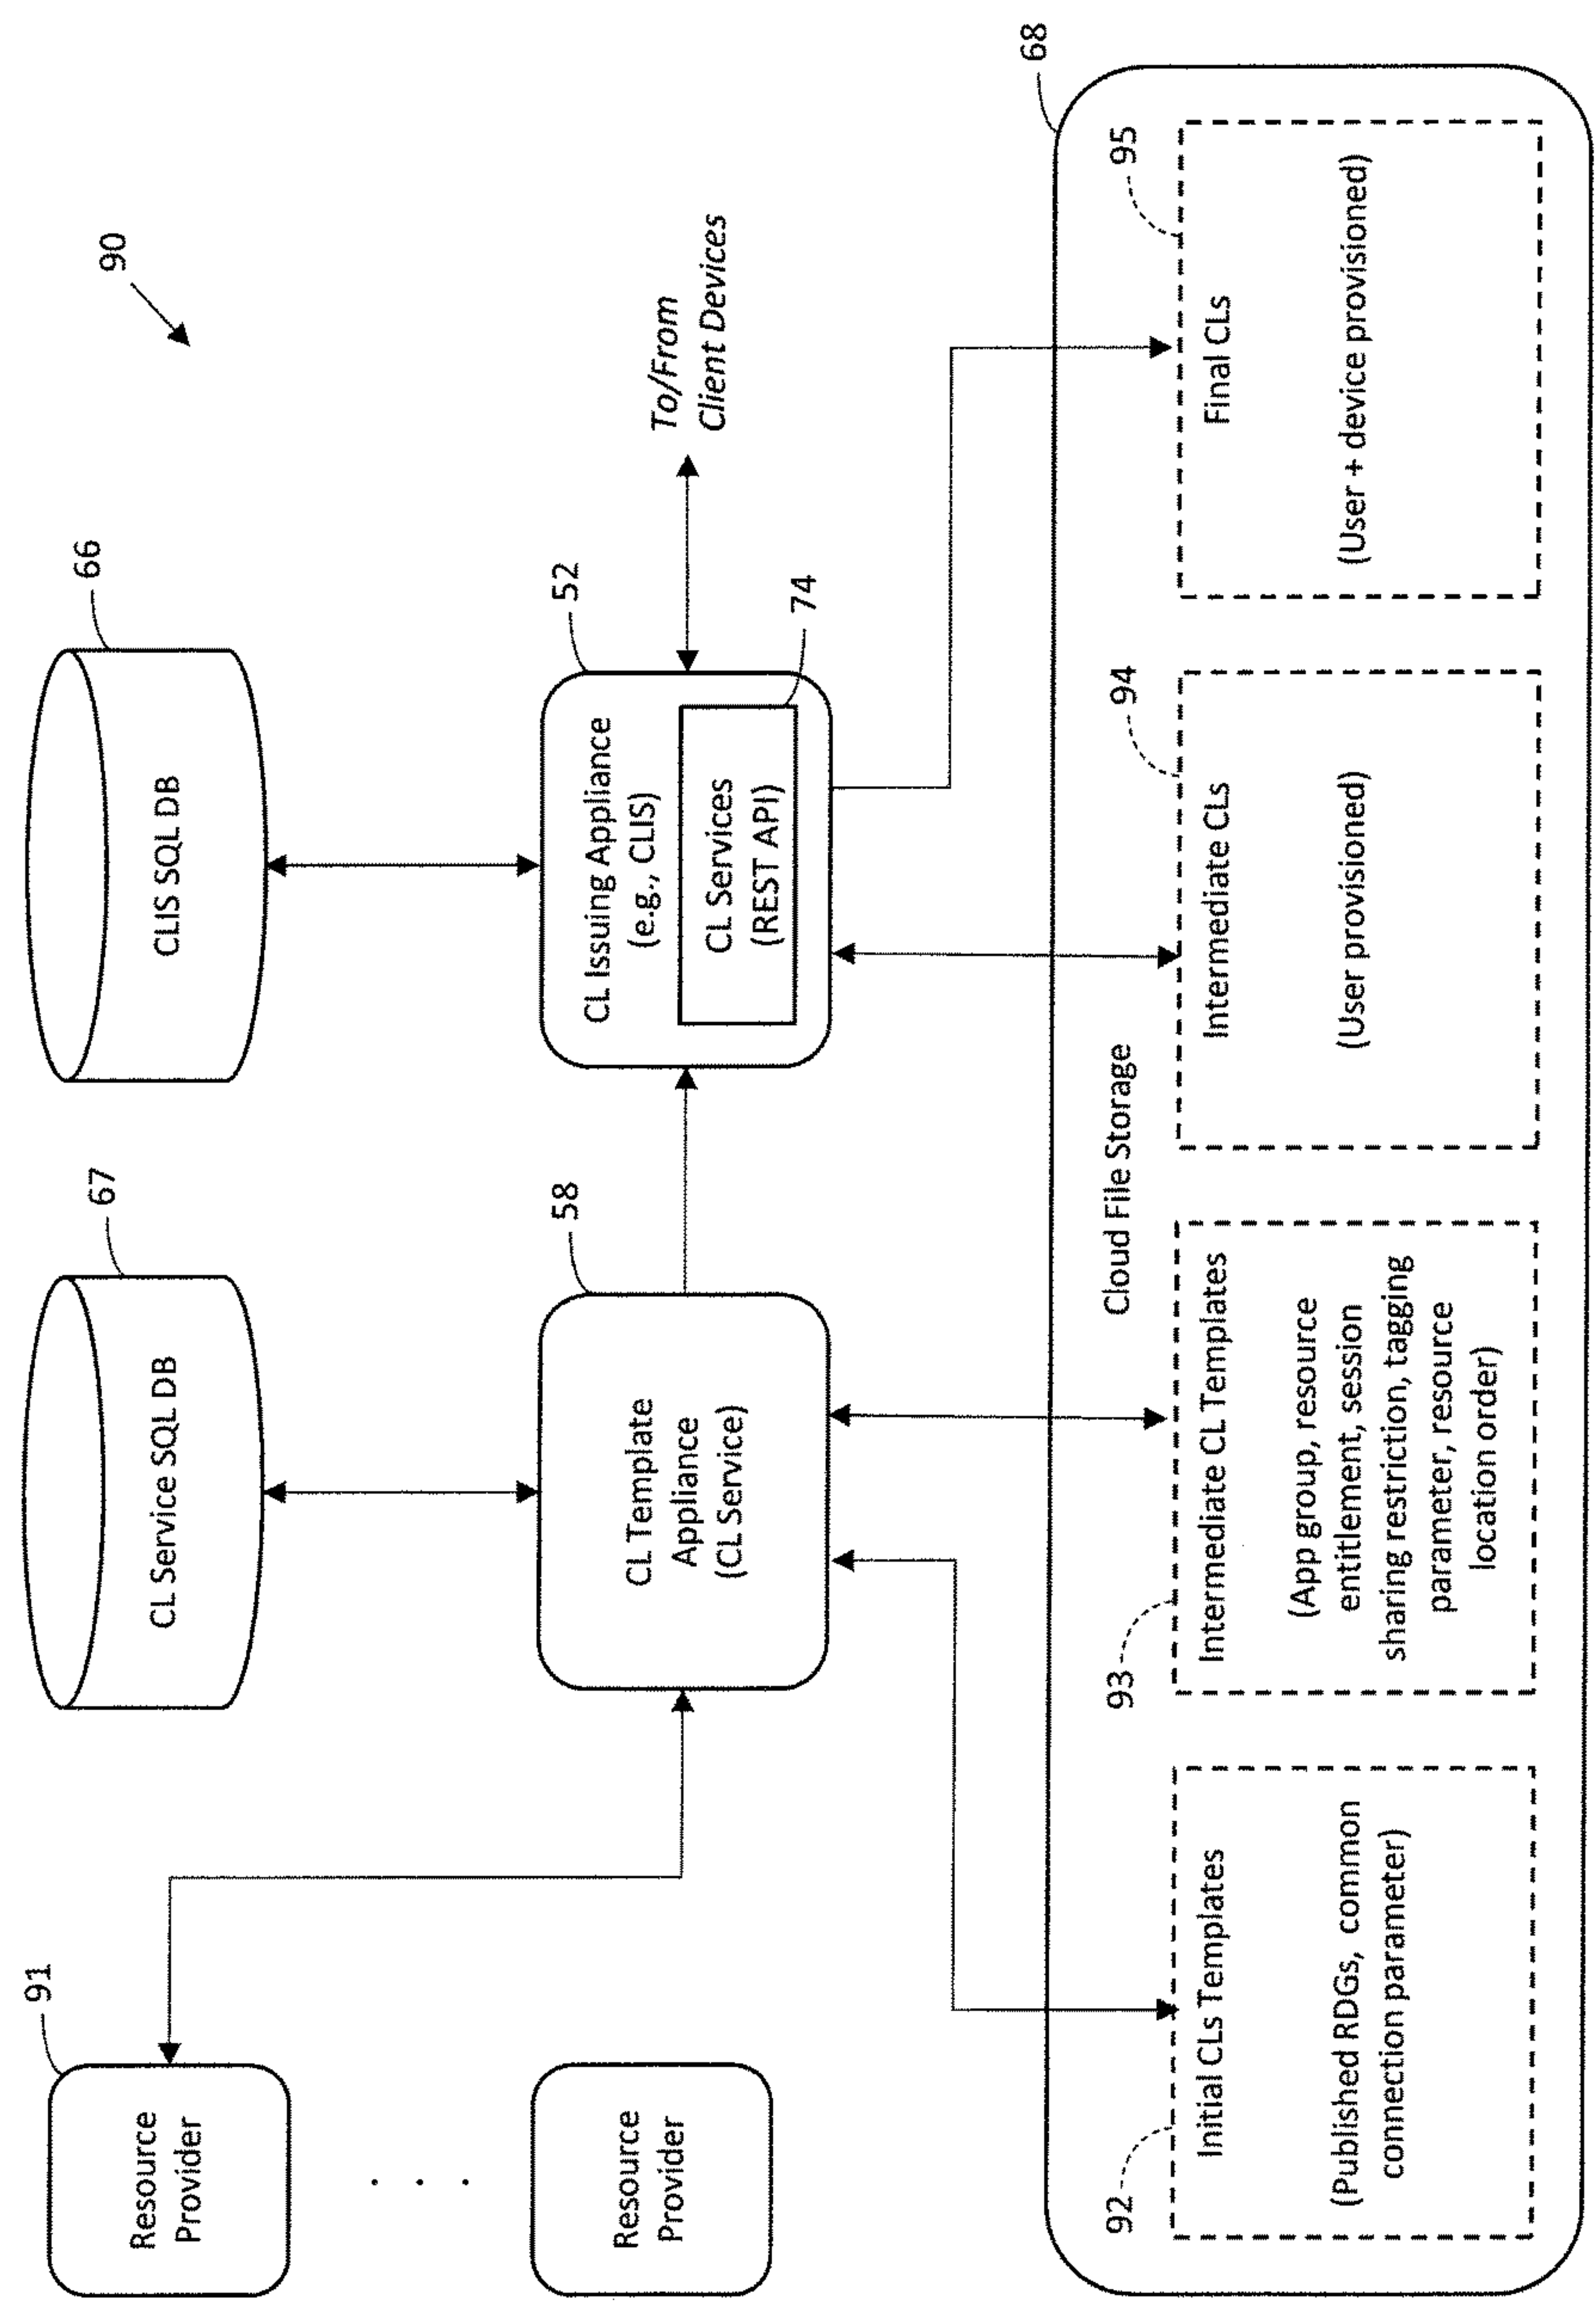 90
91
Resource
Provider
. . .
Resource
Provider
67
CL Service SQL DB
66
CLIS SQL DB
58
CL Template
Appliance
(CL Service)
52
CL Issuing Appliance
(e.g., CLIS)
CL Services
(REST API)
74
To/From
Client Devices
68
Cloud File Storage
92
Initial CLs Templates
(Published RDGs, common
connection parameter)
93
Intermediate CL Templates
(App group, resource
entitlement, session
sharing restriction, tagging
parameter, resource
location order)
94
Intermediate CLs
(User provisioned)
95
Final CLs
(User + device provisioned)